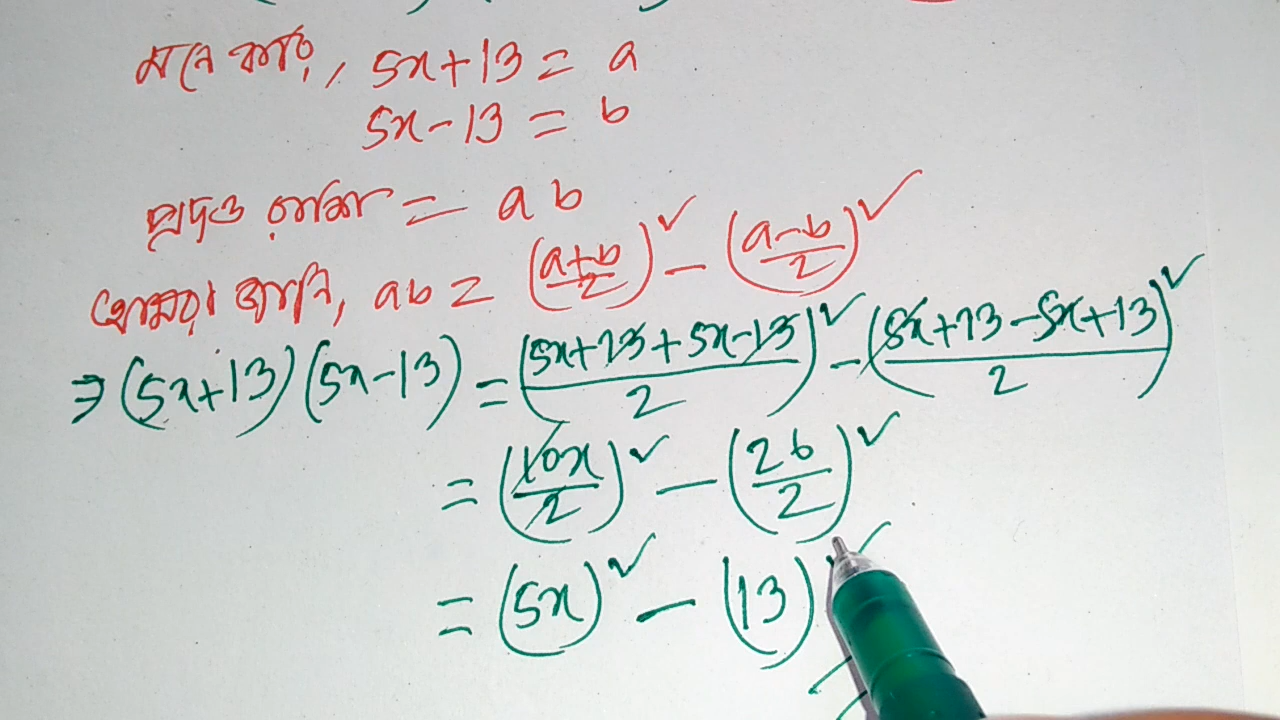 মনে করি, 5x+13 = a
5x-13 = b
প্রদত্ত রাশি = ab
আমরা জানি, ab = (a+b/2)² - (a-b/2)²
⇒ (5x+13)(5x-13) = (5x+13+5x-13/2)² - (5x+13-5x+13/2)²
= (10x/2)² - (26/2)²
= (5x)² - (13)²